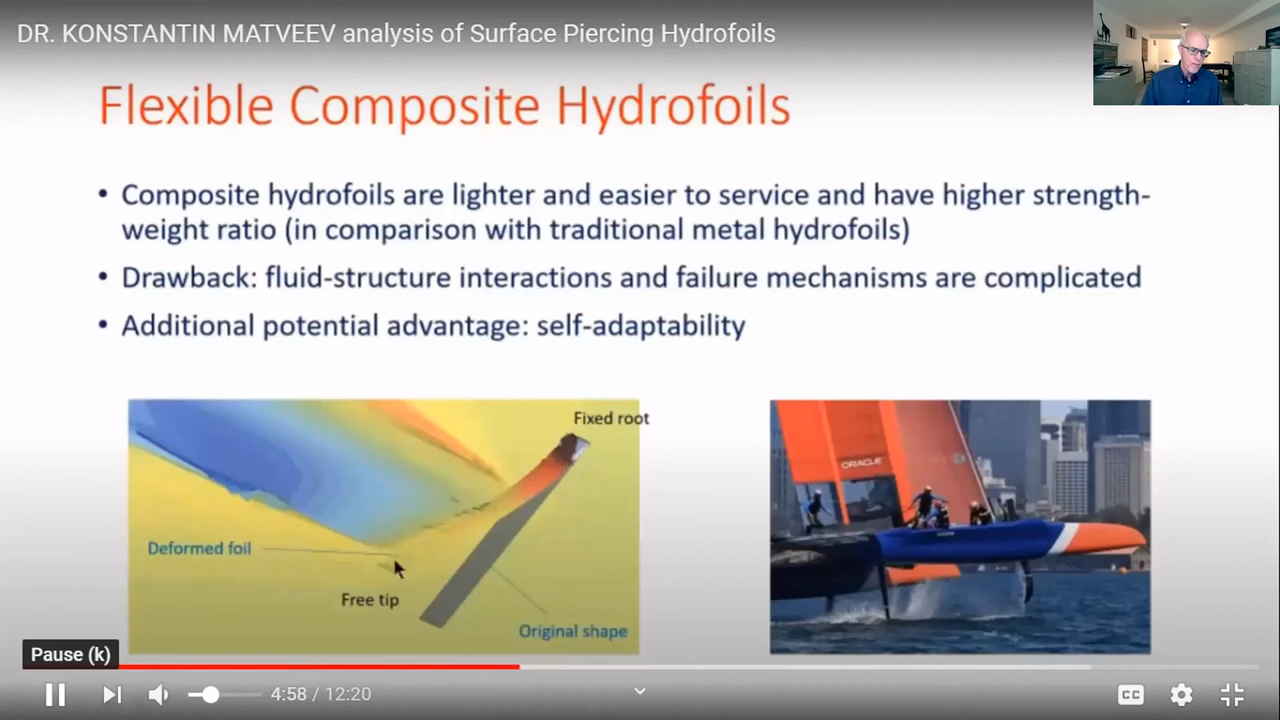 DR. KONSTANTIN MATVEEV analysis of Surface Piercing Hydrofoils
Flexible Composite Hydrofoils
• Composite hydrofoils are lighter and easier to service and have higher strength-
weight ratio (in comparison with traditional metal hydrofoils)
• Drawback: fluid-structure interactions and failure mechanisms are complicated
• Additional potential advantage: self-adaptability
Fixed root
Deformed foil
Free tip
Original shape
ORACLE
Pause (k)
4:58 / 12:20
CC